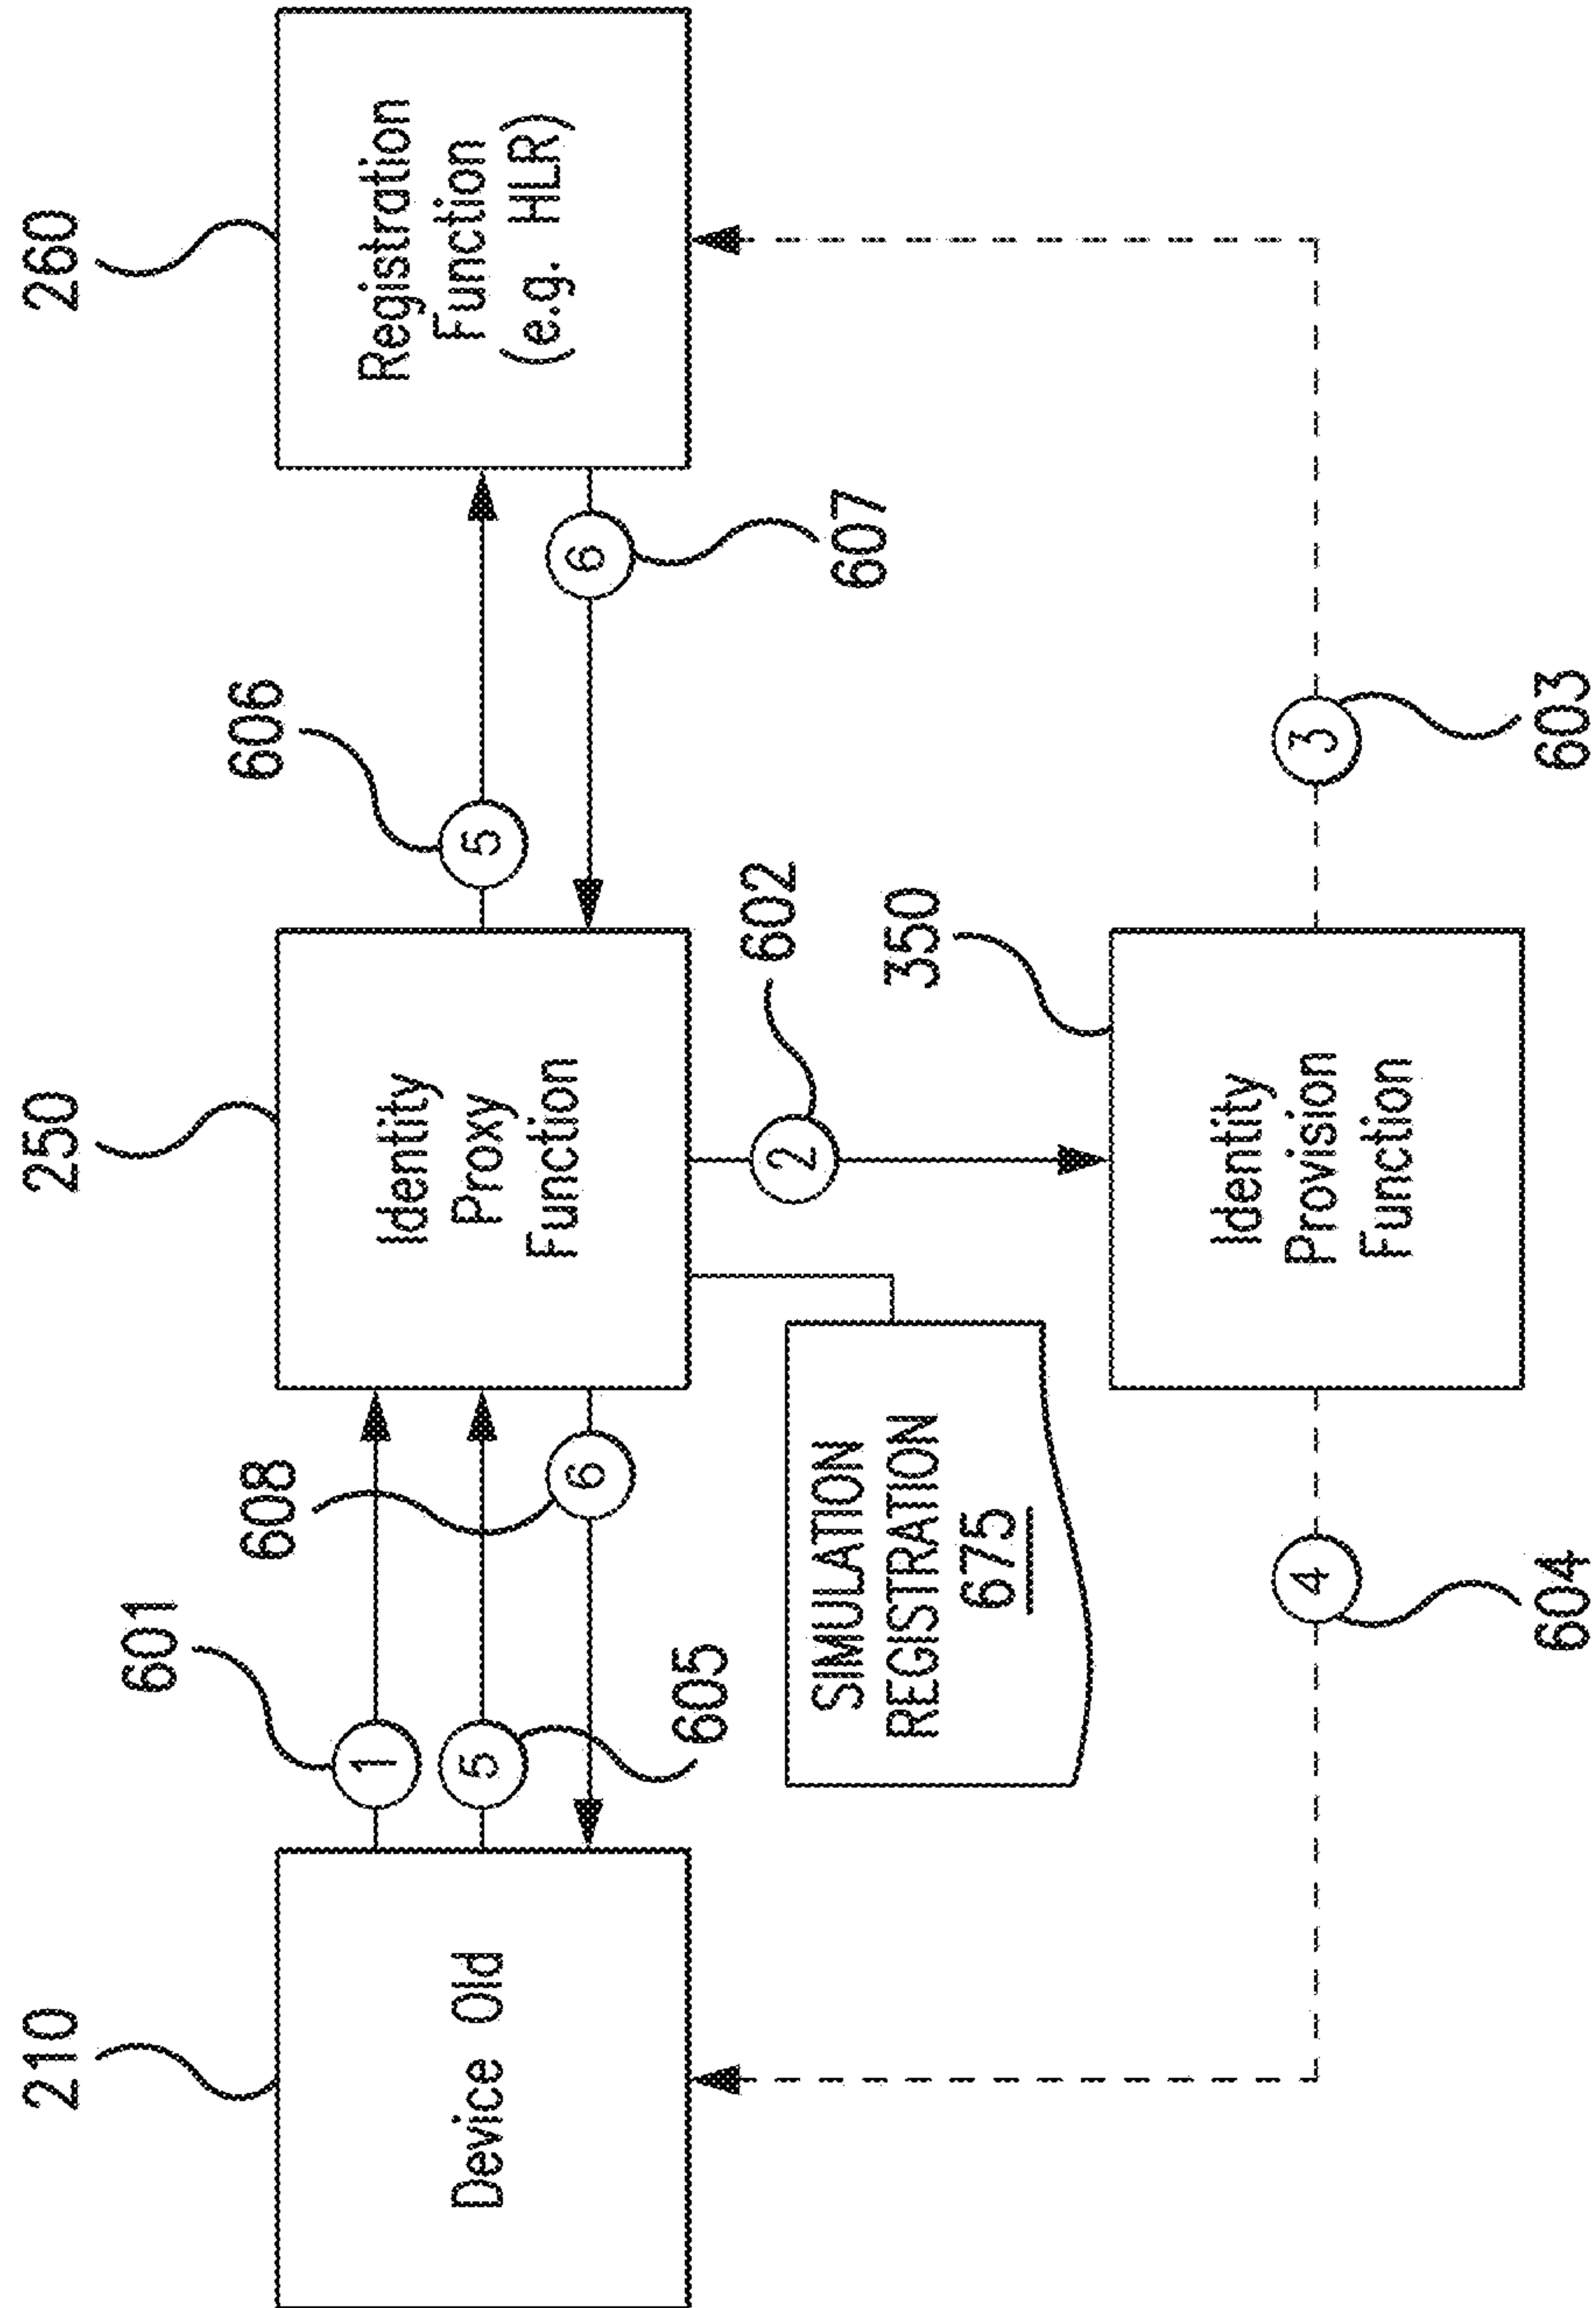 210
250
260
601
608
606
1
5
6
5
6
Device Old
Identity
Proxy
Function
Registration
Function
(e.g. HLR)
605
602
607
2
SIMULATION
REGISTRATION
675
350
Identity
Provision
Function
4
3
604
603